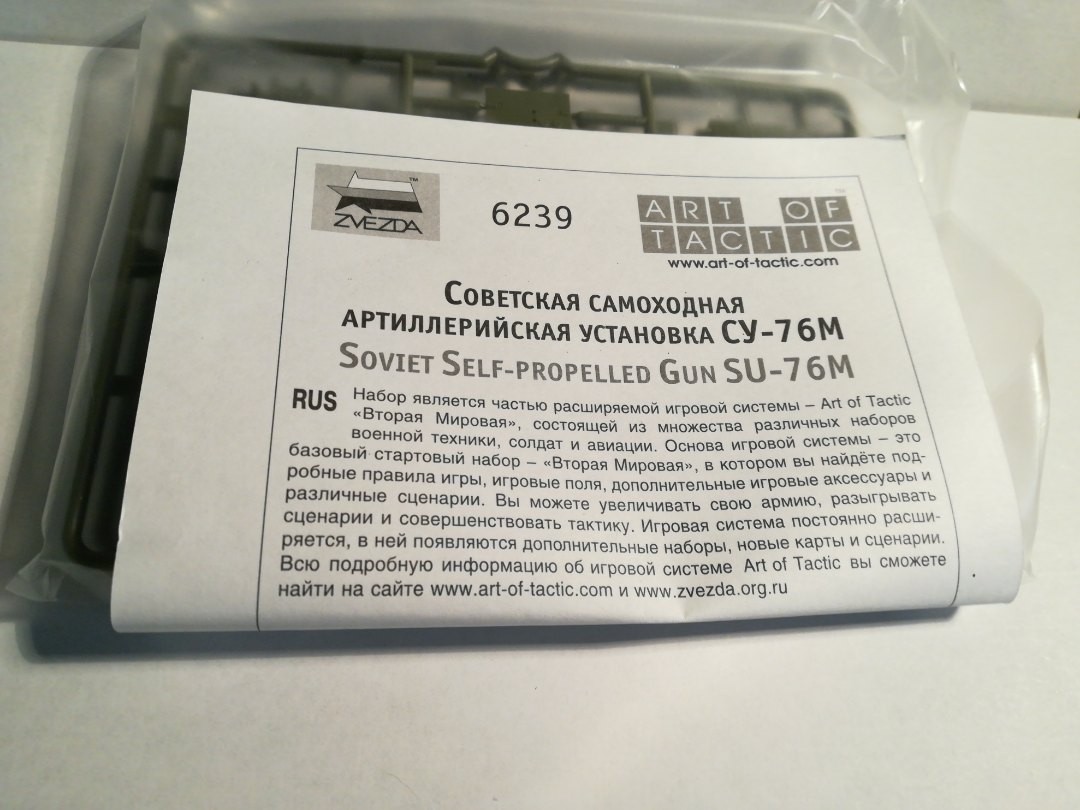 ZVEZDA
TM
6239
ART OF
TACTIC
TM
www.art-of-tactic.com
СОВЕТСКАЯ САМОХОДНАЯ
АРТИЛЛЕРИЙСКАЯ УСТАНОВКА СУ-76М
SOVIET SELF-PROPELLED GUN SU-76M
RUS Набор является частью расширяемой игровой системы – Art of Tactic
«Вторая Мировая», состоящей из множества различных наборов
военной техники, солдат и авиации. Основа игровой системы – это
базовый стартовый набор – «Вторая Мировая», в котором вы найдёте под-
робные правила игры, игровые поля, дополнительные игровые аксессуары и
различные сценарии. Вы можете увеличивать свою армию, разыгрывать
сценарии и совершенствовать тактику. Игровая система постоянно расши-
ряется, в ней появляются дополнительные наборы, новые карты и сценарии.
Всю подробную информацию об игровой системе Art of Tactic вы сможете
найти на сайте www.art-of-tactic.com и www.zvezda.org.ru